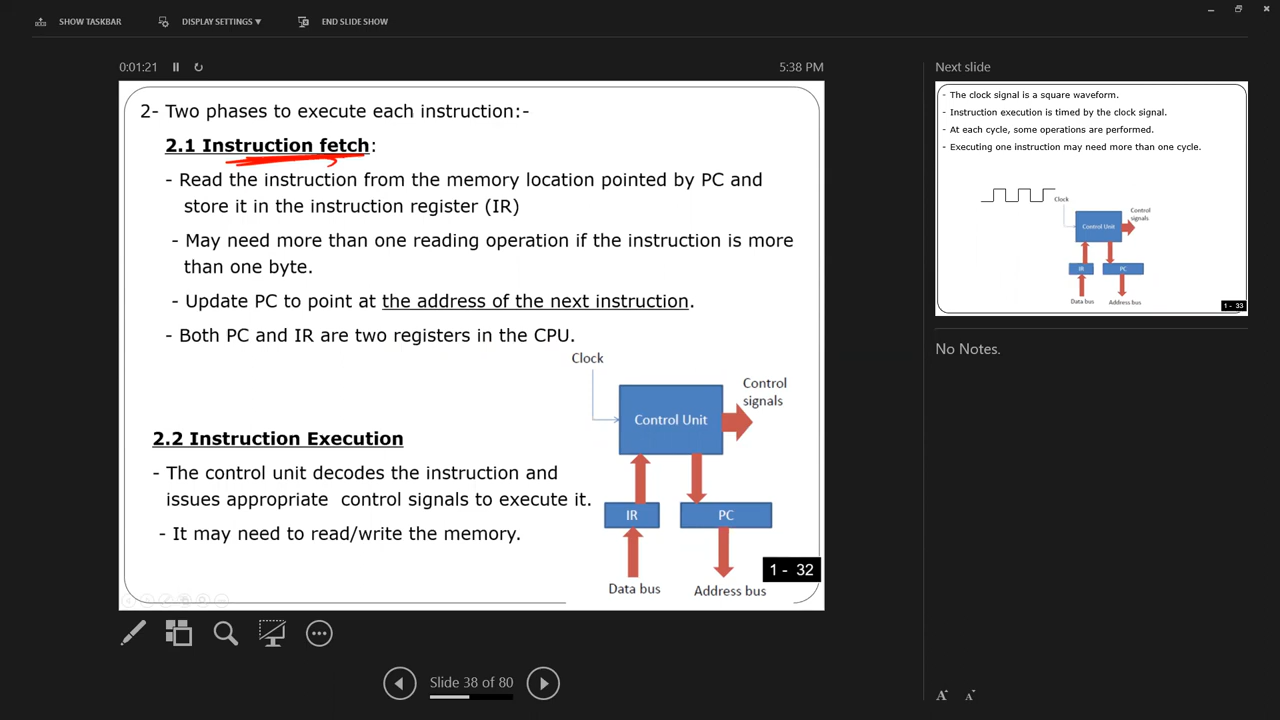 SHOW TASKBAR
DISPLAY SETTINGS ▼
END SLIDE SHOW
0:01:21
5:38 PM
2- Two phases to execute each instruction:-
2.1 Instruction fetch:
- Read the instruction from the memory location pointed by PC and
store it in the instruction register (IR)
- May need more than one reading operation if the instruction is more
than one byte.
- Update PC to point at the address of the next instruction.
- Both PC and IR are two registers in the CPU.
Clock
Control
signals
Control Unit
2.2 Instruction Execution
- The control unit decodes the instruction and
issues appropriate control signals to execute it.
- It may need to read/write the memory.
IR
PC
Data bus
Address bus
1 - 32
Slide 38 of 80
Next slide
- The clock signal is a square waveform.
- Instruction execution is timed by the clock signal.
- At each cycle, some operations are performed.
- Executing one instruction may need more than one cycle.
Clock
Control
signals
Control Unit
IR
PC
Data bus
Address bus
1 - 33
No Notes.
A A